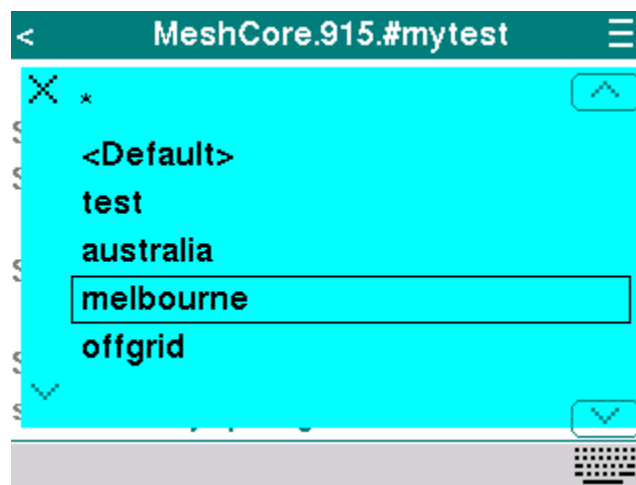 < MeshCore.915.#mytest
*
<Default>
test
australia
melbourne
offgrid